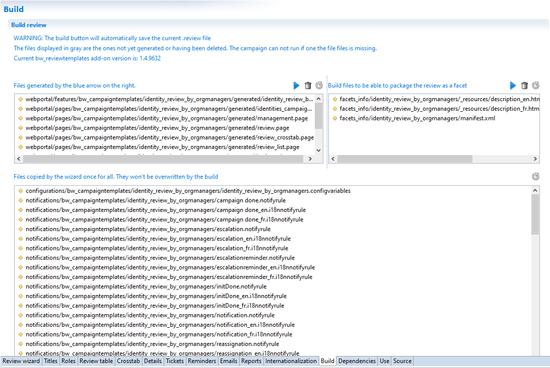 Build
Build review
WARNING: The build button will automatically save the current .review file
The files displayed in gray are the ones not yet generated or having been deleted. The campaign can not run if one the file files is missing.
Current bw_reviewtemplates add-on version is: 1.4.9632
Files generated by the blue arrow on the right.
webportal/features/bw_campaigntemplates/identity_review_by_orgmanagers/generated/identity_review_b...
webportal/pages/bw_campaigntemplates/identity_review_by_orgmanagers/generated/identities_campaig...
webportal/pages/bw_campaigntemplates/identity_review_by_orgmanagers/generated/management.page
webportal/pages/bw_campaigntemplates/identity_review_by_orgmanagers/generated/review.page
webportal/pages/bw_campaigntemplates/identity_review_by_orgmanagers/generated/review_crosstab.page
webportal/pages/bw_campaigntemplates/identity_review_by_orgmanagers/generated/review_list.page
Build files to be able to package the review as a facet
facets_info/identity_review_by_orgmanagers/_resources/description_en.htm
facets_info/identity_review_by_orgmanagers/_resources/description_fr.htm
facets_info/identity_review_by_orgmanagers/manifest.xml
Files copied by the wizard once for all. They won't be overwritten by the build
configurations/bw_campaigntemplates/identity_review_by_orgmanagers/identity_review_by_orgmanagers.configvariables
notifications/bw_campaigntemplates/identity_review_by_orgmanagers/campaign done.notifyrule
notifications/bw_campaigntemplates/identity_review_by_orgmanagers/campaign done_en.i18nnotifyrule
notifications/bw_campaigntemplates/identity_review_by_orgmanagers/campaign done_fr.i18nnotifyrule
notifications/bw_campaigntemplates/identity_review_by_orgmanagers/escalation.notifyrule
notifications/bw_campaigntemplates/identity_review_by_orgmanagers/escalation_en.i18nnotifyrule
notifications/bw_campaigntemplates/identity_review_by_orgmanagers/escalation_fr.i18nnotifyrule
notifications/bw_campaigntemplates/identity_review_by_orgmanagers/escalationreminder.notifyrule
notifications/bw_campaigntemplates/identity_review_by_orgmanagers/escalationreminder_en.i18nnotifyrule
notifications/bw_campaigntemplates/identity_review_by_orgmanagers/escalationreminder_fr.i18nnotifyrule
notifications/bw_campaigntemplates/identity_review_by_orgmanagers/initDone.notifyrule
notifications/bw_campaigntemplates/identity_review_by_orgmanagers/initDone_en.i18nnotifyrule
notifications/bw_campaigntemplates/identity_review_by_orgmanagers/initDone_fr.i18nnotifyrule
notifications/bw_campaigntemplates/identity_review_by_orgmanagers/notification.notifyrule
notifications/bw_campaigntemplates/identity_review_by_orgmanagers/notification_en.i18nnotifyrule
notifications/bw_campaigntemplates/identity_review_by_orgmanagers/notification_fr.i18nnotifyrule
notifications/bw_campaigntemplates/identity_review_by_orgmanagers/reassignation.notifyrule
notifications/bw_campaigntemplates/identity_review_by_orgmanagers/reassignation_en.i18nnotifyrule
Review wizard Titles Roles Review table Crosstab Details Tickets Reminders Emails Reports Internationalization Build Dependencies Use Source